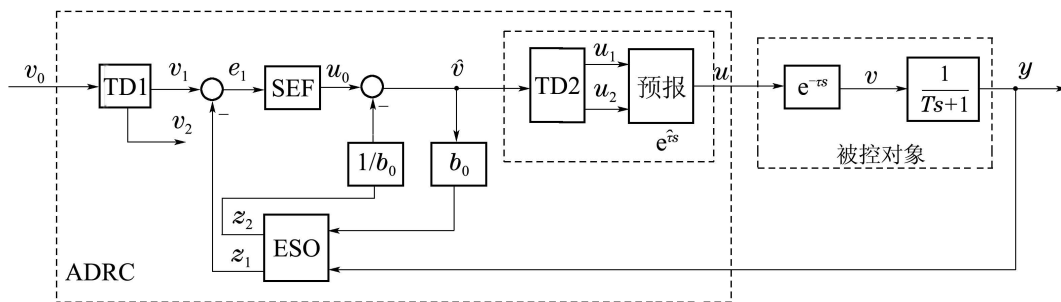 v₀
TD1
v₁
v₂
e₁
−
SEF
u₀
−
v̂
TD2
u₁
u₂
预报
e^{τ̂s}
u
e^{-τs}
v
1
Ts+1
y
被控对象
1/b₀
b₀
z₂
z₁
−
ESO
ADRC